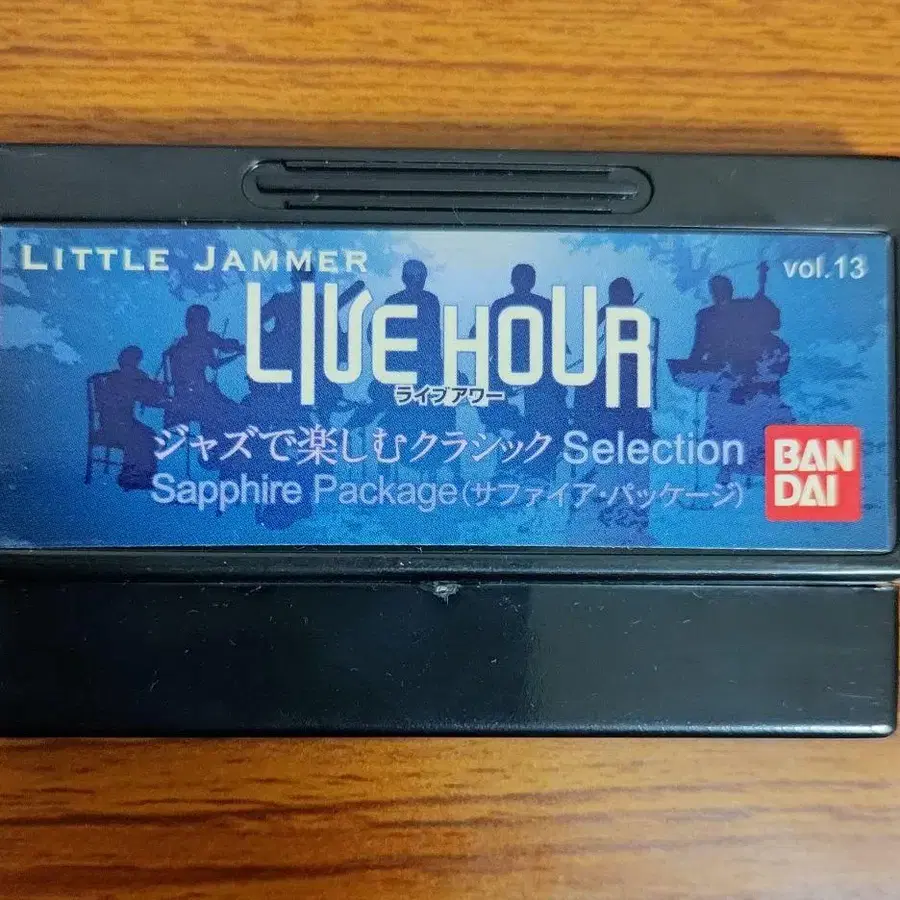 LITTLE JAMMER
vol.13
LIVE HOUR
ライブアワー
ジャズで楽しむクラシック Selection
Sapphire Package(サファイア・パッケージ)
BAN
DAI